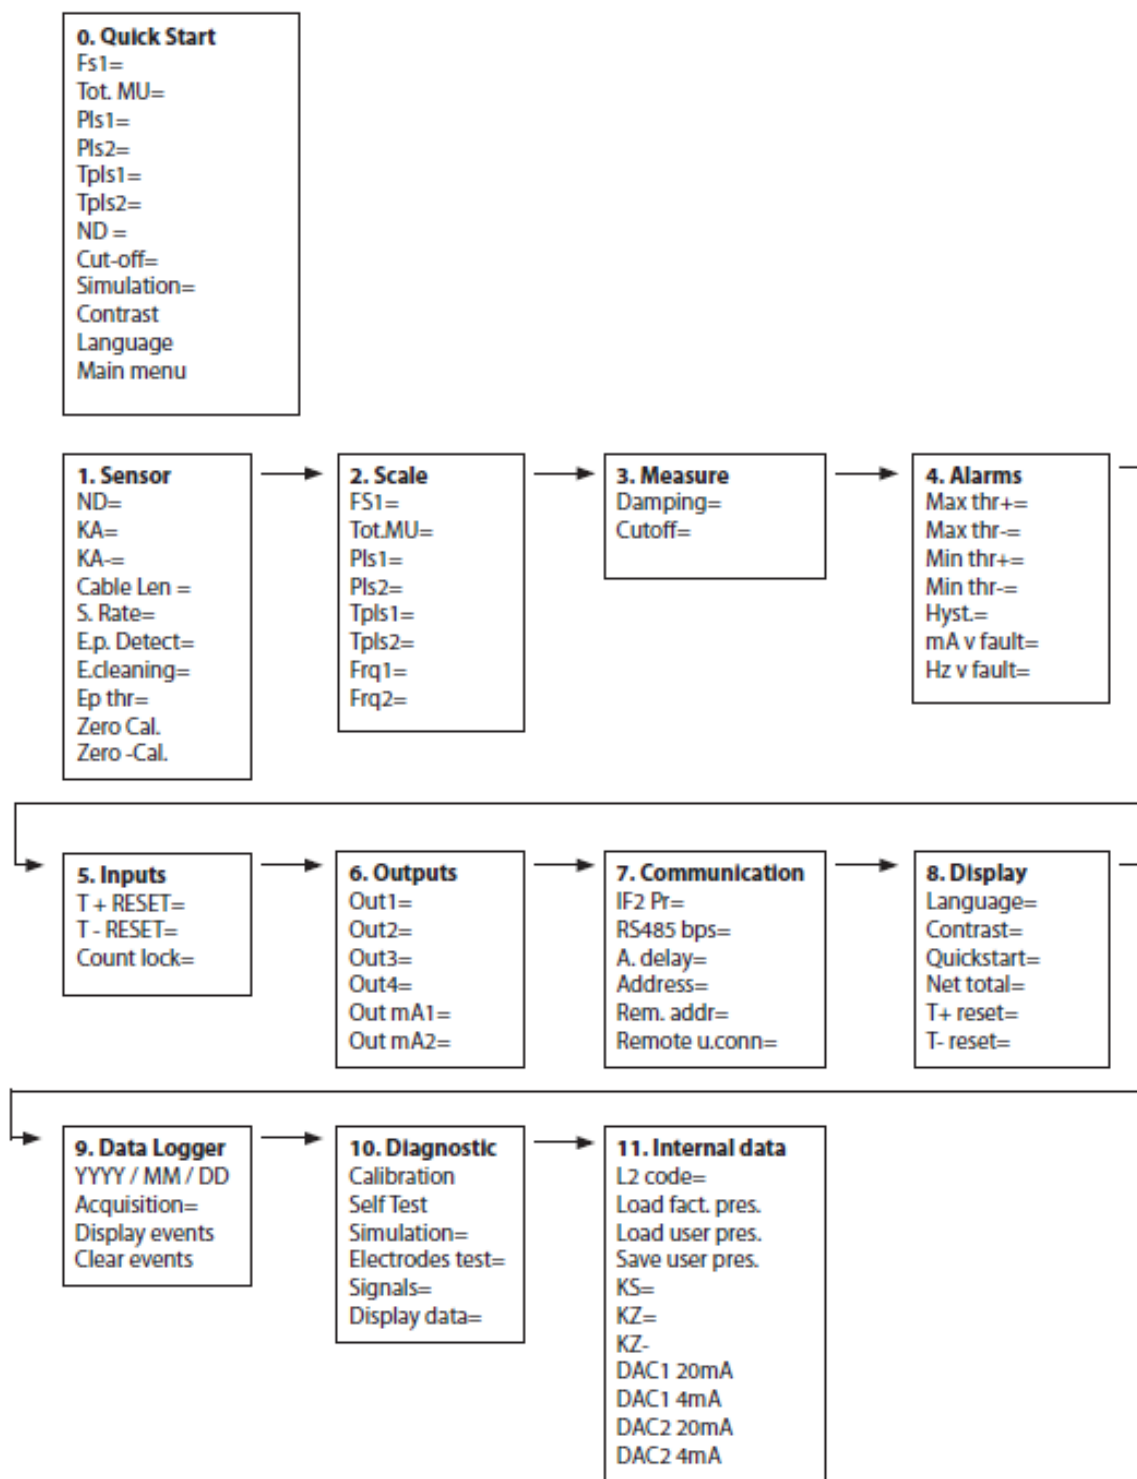 0. Quick Start
Fs1=
Tot. MU=
Pls1=
Pls2=
Tpls1=
Tpls2=
ND =
Cut-off=
Simulation=
Contrast
Language
Main menu
1. Sensor
ND=
KA=
KA-=
Cable Len =
S. Rate=
E.p. Detect=
E.cleaning=
Ep thr=
Zero Cal.
Zero -Cal.
2. Scale
FS1=
Tot.MU=
Pls1=
Pls2=
Tpls1=
Tpls2=
Frq1=
Frq2=
3. Measure
Damping=
Cutoff=
4. Alarms
Max thr+=
Max thr-=
Min thr+=
Min thr-=
Hyst.=
mA v fault=
Hz v fault=
5. Inputs
T + RESET=
T - RESET=
Count lock=
6. Outputs
Out1=
Out2=
Out3=
Out4=
Out mA1=
Out mA2=
7. Communication
IF2 Pr=
RS485 bps=
A. delay=
Address=
Rem. addr=
Remote u.conn=
8. Display
Language=
Contrast=
Quickstart=
Net total=
T+ reset=
T- reset=
9. Data Logger
YYYY / MM / DD
Acquisition=
Display events
Clear events
10. Diagnostic
Calibration
Self Test
Simulation=
Electrodes test=
Signals=
Display data=
11. Internal data
L2 code=
Load fact. pres.
Load user pres.
Save user pres.
KS=
KZ=
KZ-
DAC1 20mA
DAC1 4mA
DAC2 20mA
DAC2 4mA